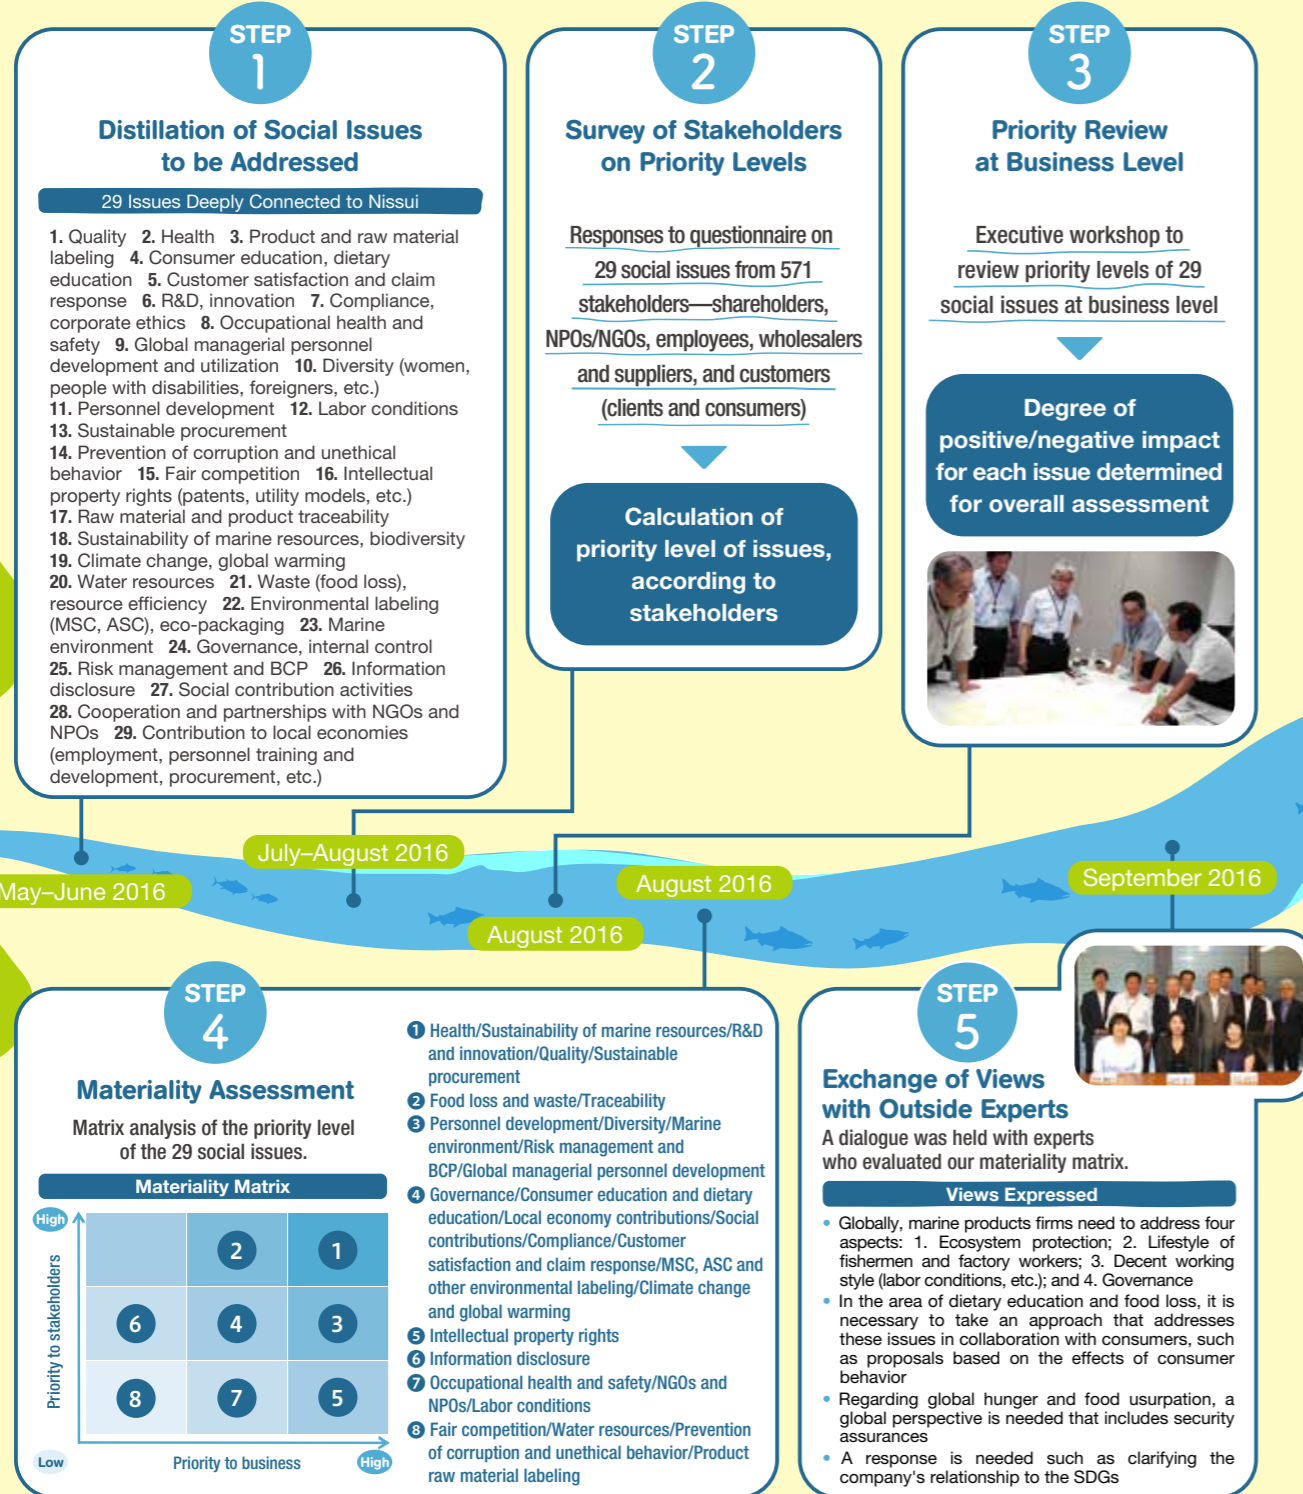 STEP
1
Distillation of Social Issues
to be Addressed
29 Issues Deeply Connected to Nissui
1. Quality 2. Health 3. Product and raw material
labeling 4. Consumer education, dietary
education 5. Customer satisfaction and claim
response 6. R&D, innovation 7. Compliance,
corporate ethics 8. Occupational health and
safety 9. Global managerial personnel
development and utilization 10. Diversity (women,
people with disabilities, foreigners, etc.)
11. Personnel development 12. Labor conditions
13. Sustainable procurement
14. Prevention of corruption and unethical
behavior 15. Fair competition 16. Intellectual
property rights (patents, utility models, etc.)
17. Raw material and product traceability
18. Sustainability of marine resources, biodiversity
19. Climate change, global warming
20. Water resources 21. Waste (food loss),
resource efficiency 22. Environmental labeling
(MSC, ASC), eco-packaging 23. Marine
environment 24. Governance, internal control
25. Risk management and BCP 26. Information
disclosure 27. Social contribution activities
28. Cooperation and partnerships with NGOs and
NPOs 29. Contribution to local economies
(employment, personnel training and
development, procurement, etc.)
STEP
2
Survey of Stakeholders
on Priority Levels
Responses to questionnaire on
29 social issues from 571
stakeholders—shareholders,
NPOs/NGOs, employees, wholesalers
and suppliers, and customers
(clients and consumers)
Calculation of
priority level of issues,
according to
stakeholders
STEP
3
Priority Review
at Business Level
Executive workshop to
review priority levels of 29
social issues at business level
Degree of
positive/negative impact
for each issue determined
for overall assessment
May–June 2016
July–August 2016
August 2016
August 2016
September 2016
STEP
4
Materiality Assessment
Matrix analysis of the priority level
of the 29 social issues.
Materiality Matrix
High
Priority to stakeholders
2
1
6
4
3
8
7
5
Low
Priority to business
High
1 Health/Sustainability of marine resources/R&D
and innovation/Quality/Sustainable
procurement
2 Food loss and waste/Traceability
3 Personnel development/Diversity/Marine
environment/Risk management and
BCP/Global managerial personnel development
4 Governance/Consumer education and dietary
education/Local economy contributions/Social
contributions/Compliance/Customer
satisfaction and claim response/MSC, ASC and
other environmental labeling/Climate change
and global warming
5 Intellectual property rights
6 Information disclosure
7 Occupational health and safety/NGOs and
NPOs/Labor conditions
8 Fair competition/Water resources/Prevention
of corruption and unethical behavior/Product
raw material labeling
STEP
5
Exchange of Views
with Outside Experts
A dialogue was held with experts
who evaluated our materiality matrix.
Views Expressed
• Globally, marine products firms need to address four
aspects: 1. Ecosystem protection; 2. Lifestyle of
fishermen and factory workers; 3. Decent working
style (labor conditions, etc.); and 4. Governance
• In the area of dietary education and food loss, it is
necessary to take an approach that addresses
these issues in collaboration with consumers, such
as proposals based on the effects of consumer
behavior
• Regarding global hunger and food usurpation, a
global perspective is needed that includes security
assurances
• A response is needed such as clarifying the
company's relationship to the SDGs